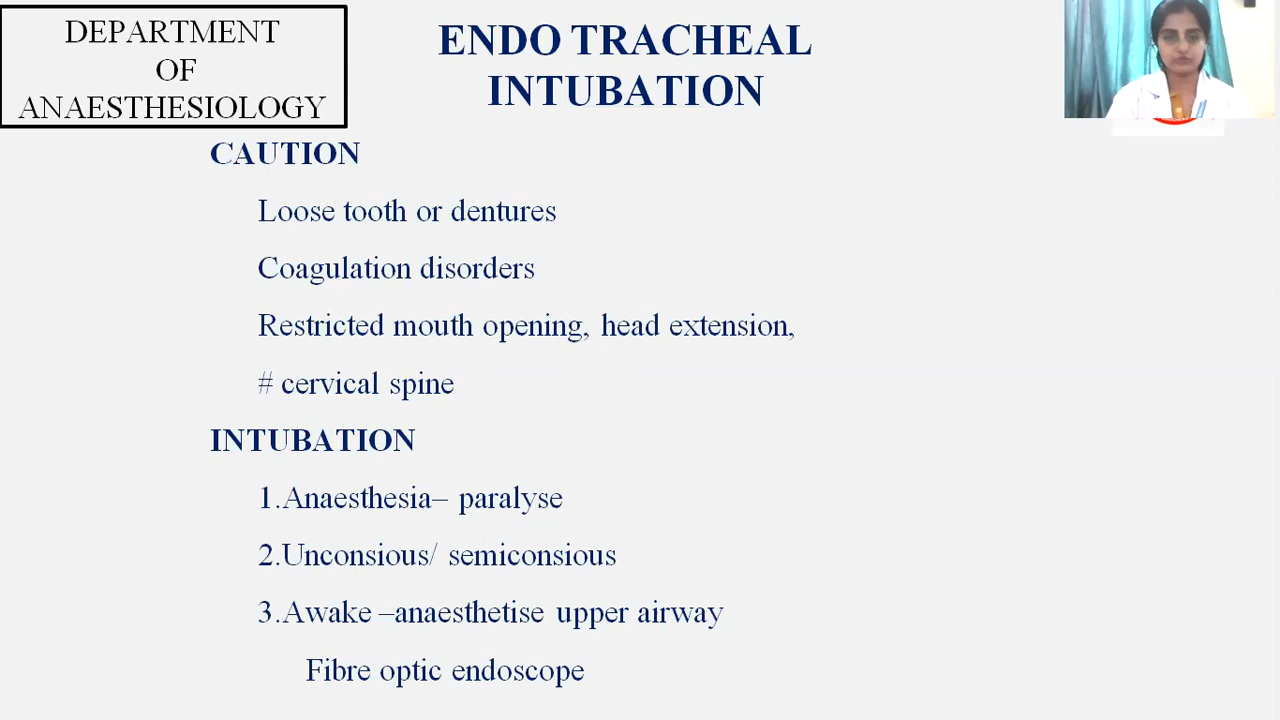 DEPARTMENT
OF
ANAESTHESIOLOGY
ENDO TRACHEAL
INTUBATION
CAUTION
Loose tooth or dentures
Coagulation disorders
Restricted mouth opening, head extension,
# cervical spine
INTUBATION
1.Anaesthesia– paralyse
2.Unconsious/ semiconsious
3.Awake –anaesthetise upper airway
Fibre optic endoscope